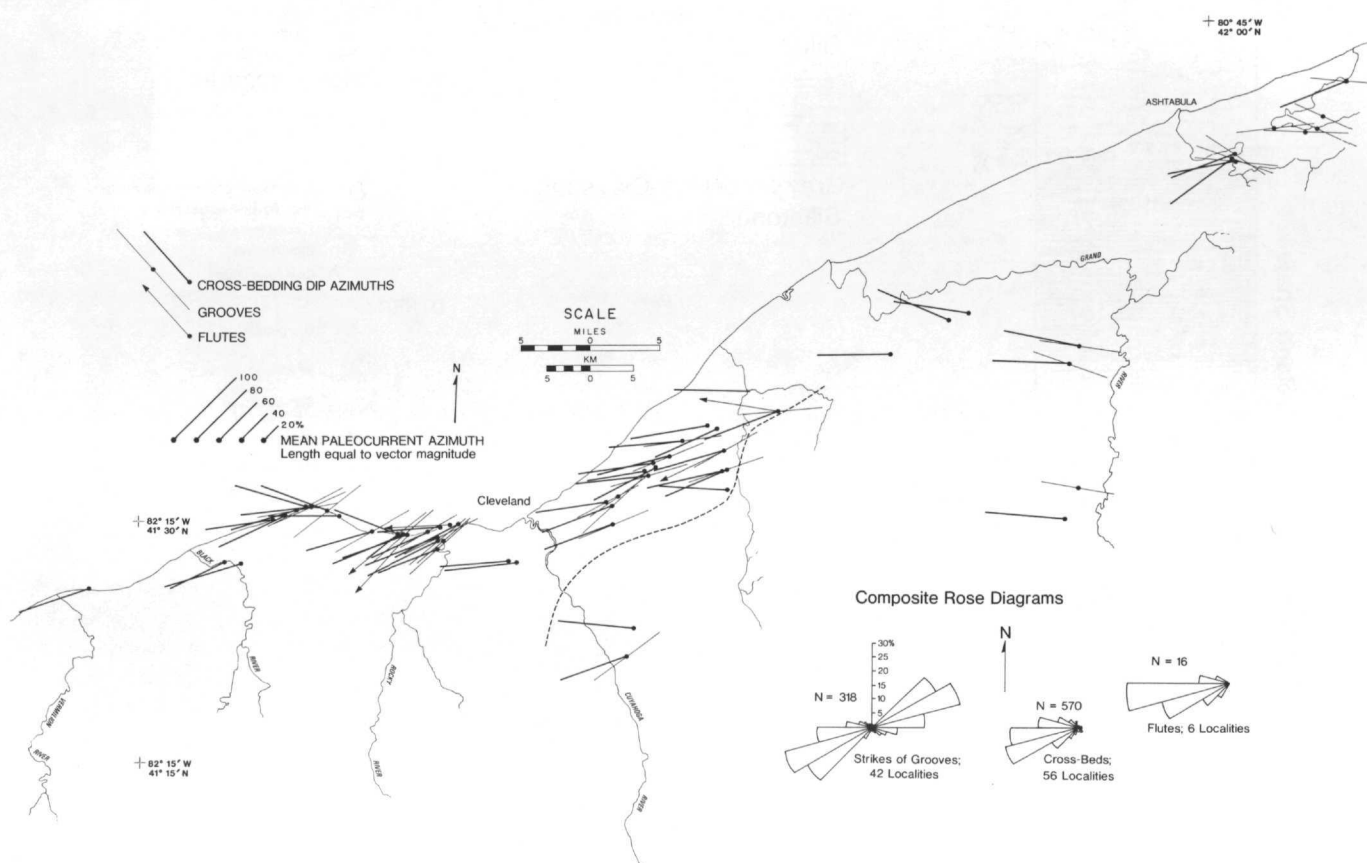 80° 45′ W
42° 00′ N
ASHTABULA
GRAND
RIVER
CROSS-BEDDING DIP AZIMUTHS
GROOVES
FLUTES
SCALE
MILES
5 0 5
KM
5 0 5
N
100
80
60
40
20%
MEAN PALEOCURRENT AZIMUTH
Length equal to vector magnitude
Cleveland
82° 15′ W
41° 30′ N
BLACK
RIVER
VERMILION
RIVER
ROCKY
RIVER
CUYAHOGA
RIVER
82° 15′ W
41° 15′ N
Composite Rose Diagrams
30%
25
20
15
10
5
N = 318
Strikes of Grooves;
42 Localities
N
N = 570
Cross-Beds;
56 Localities
N = 16
Flutes; 6 Localities